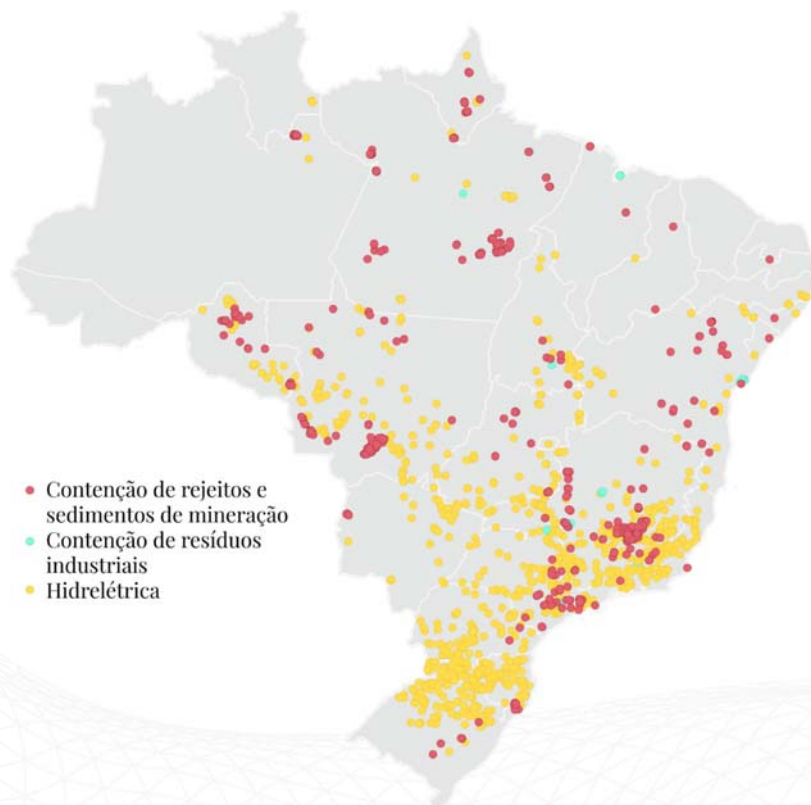 Contenção de rejeitos e
sedimentos de mineração
Contenção de resíduos
industriais
Hidrelétrica